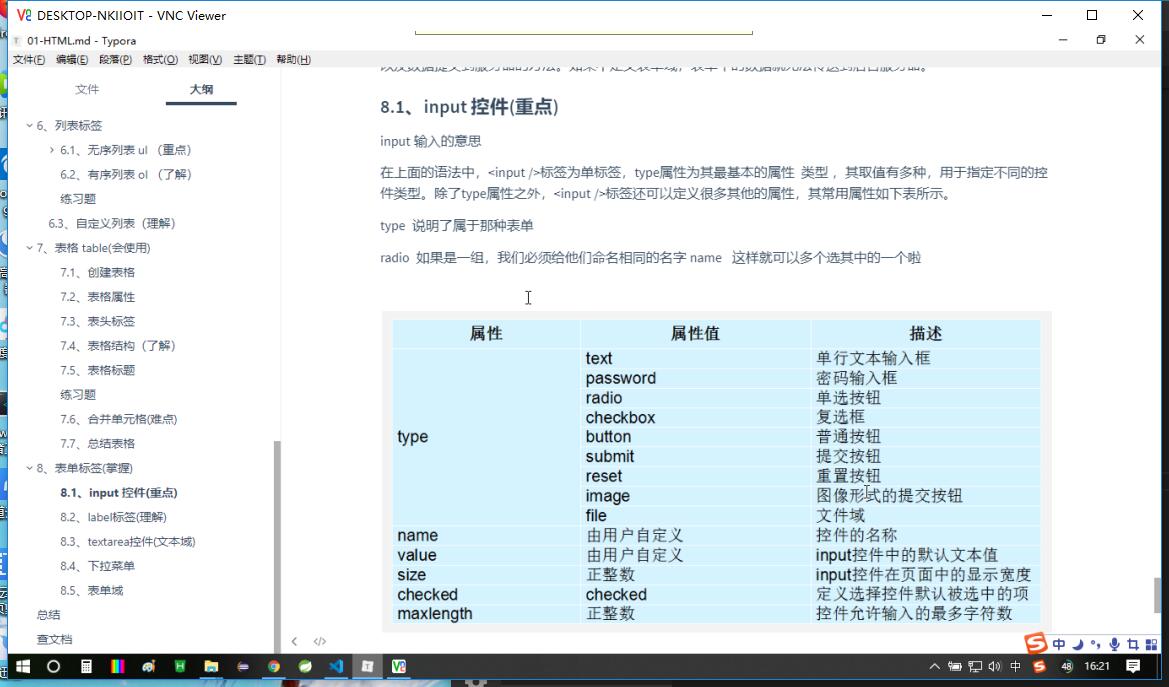 DESKTOP-NKIIOIT - VNC Viewer
01-HTML.md - Typora
文件(F) 编辑(E) 段落(P) 格式(O) 视图(V) 主题(T) 帮助(H)
文件 大纲
6、列表标签
6.1、无序列表 ul （重点）
6.2、有序列表 ol （了解）
练习题
6.3、自定义列表（理解）
7、表格 table(会使用)
7.1、创建表格
7.2、表格属性
7.3、表头标签
7.4、表格结构（了解）
7.5、表格标题
练习题
7.6、合并单元格(难点)
7.7、总结表格
8、表单标签(掌握)
8.1、input 控件(重点)
8.2、label标签(理解)
8.3、textarea控件(文本域)
8.4、下拉菜单
8.5、表单域
总结
查文档
8.1、input 控件(重点)
input 输入的意思
在上面的语法中，<input />标签为单标签，type属性为其最基本的属性 类型 ，其取值有多种，用于指定不同的控
件类型。除了type属性之外，<input />标签还可以定义很多其他的属性，其常用属性如下表所示。
type 说明了属于那种表单
radio 如果是一组，我们必须给他们命名相同的名字 name 这样就可以多个选其中的一个啦
属性 属性值 描述
type
text 单行文本输入框
password 密码输入框
radio 单选按钮
checkbox 复选框
button 普通按钮
submit 提交按钮
reset 重置按钮
image 图像形式的提交按钮
file 文件域
name 由用户自定义 控件的名称
value 由用户自定义 input控件中的默认文本值
size 正整数 input控件在页面中的显示宽度
checked checked 定义选择控件默认被选中的项
maxlength 正整数 控件允许输入的最多字符数
</>
中
中 48 16:21